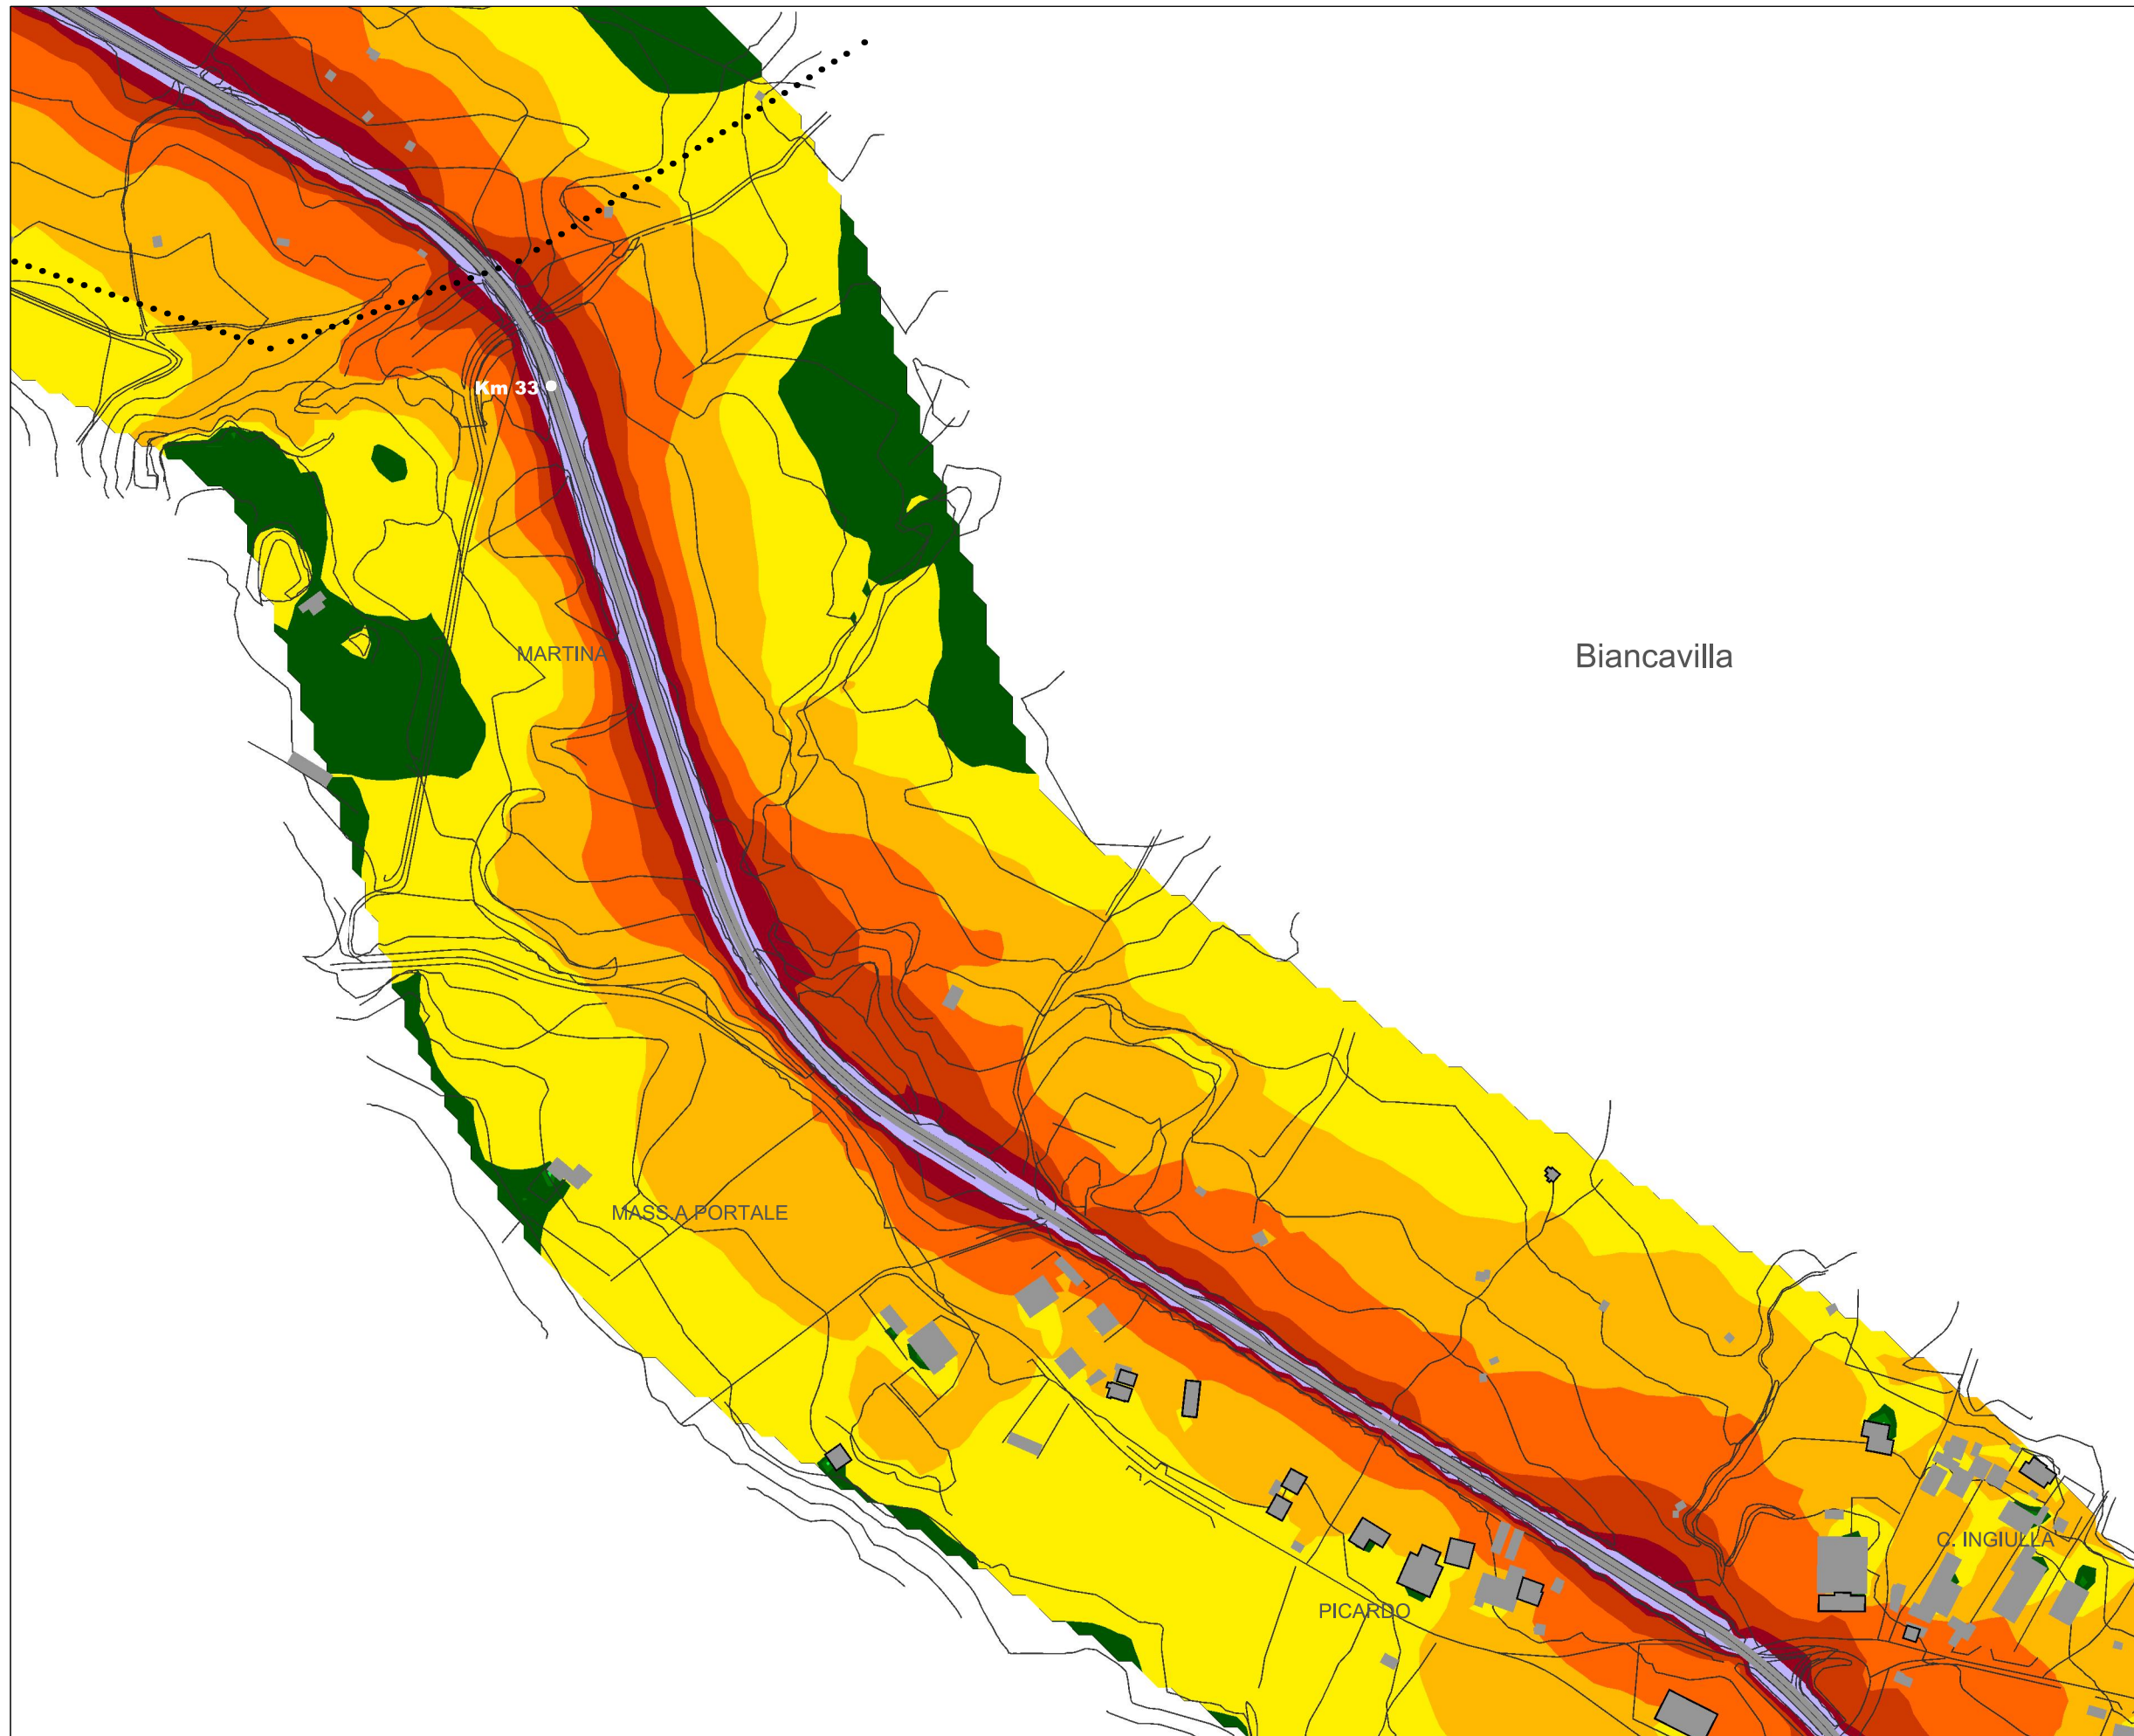 Km 33
MARTINA
Biancavilla
MASS.A PORTALE
C. INGIULLA
PICARDO